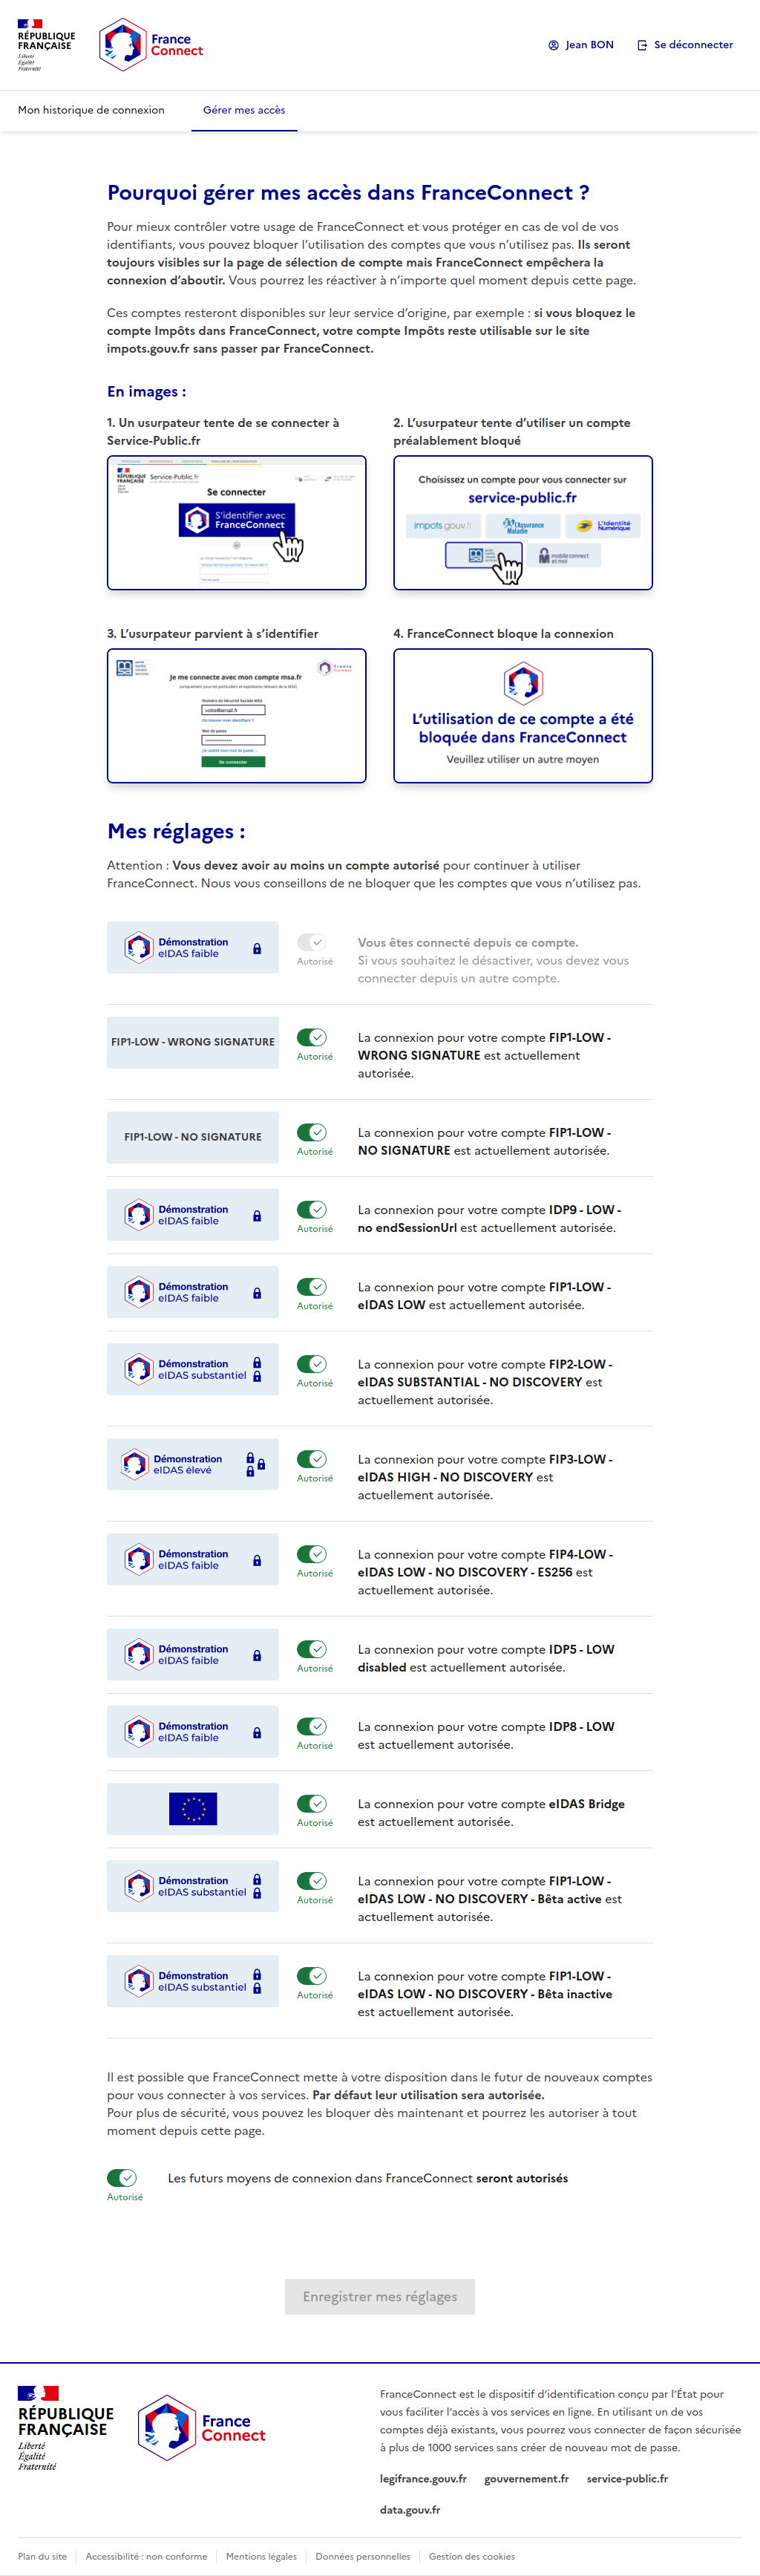 RÉPUBLIQUE
FRANÇAISE
Liberté
Égalité
Fraternité
France
Connect
Jean BON
Se déconnecter
Mon historique de connexion
Gérer mes accès
Pourquoi gérer mes accès dans FranceConnect ?
Pour mieux contrôler votre usage de FranceConnect et vous protéger en cas de vol de vos
identifiants, vous pouvez bloquer l’utilisation des comptes que vous n’utilisez pas. Ils seront
toujours visibles sur la page de sélection de compte mais FranceConnect empêchera la
connexion d’aboutir. Vous pourrez les réactiver à n’importe quel moment depuis cette page.
Ces comptes resteront disponibles sur leur service d’origine, par exemple : si vous bloquez le
compte Impôts dans FranceConnect, votre compte Impôts reste utilisable sur le site
impots.gouv.fr sans passer par FranceConnect.
En images :
1. Un usurpateur tente de se connecter à
Service-Public.fr
RÉPUBLIQUE
FRANÇAISE
Service-Public.fr
Se connecter
S’identifier avec
FranceConnect
2. L’usurpateur tente d’utiliser un compte
préalablement bloqué
Choisissez un compte pour vous connecter sur
service-public.fr
impots.gouv.fr
l’Assurance
Maladie
L’Identité
Numérique
mobile connect
et moi
3. L’usurpateur parvient à s’identifier
Je me connecte avec mon compte msa.fr
Numéro de Sécurité Sociale MSA
Mot de passe
Se connecter
4. FranceConnect bloque la connexion
L’utilisation de ce compte a été
bloquée dans FranceConnect
Veuillez utiliser un autre moyen
Mes réglages :
Attention : Vous devez avoir au moins un compte autorisé pour continuer à utiliser
FranceConnect. Nous vous conseillons de ne bloquer que les comptes que vous n’utilisez pas.
Démonstration
eIDAS faible
Autorisé
Vous êtes connecté depuis ce compte.
Si vous souhaitez le désactiver, vous devez vous
connecter depuis un autre compte.
FIP1-LOW - WRONG SIGNATURE
Autorisé
La connexion pour votre compte FIP1-LOW -
WRONG SIGNATURE est actuellement
autorisée.
FIP1-LOW - NO SIGNATURE
Autorisé
La connexion pour votre compte FIP1-LOW -
NO SIGNATURE est actuellement autorisée.
Démonstration
eIDAS faible
Autorisé
La connexion pour votre compte IDP9 - LOW -
no endSessionUrl est actuellement autorisée.
Démonstration
eIDAS faible
Autorisé
La connexion pour votre compte FIP1-LOW -
eIDAS LOW est actuellement autorisée.
Démonstration
eIDAS substantiel
Autorisé
La connexion pour votre compte FIP2-LOW -
eIDAS SUBSTANTIAL - NO DISCOVERY est
actuellement autorisée.
Démonstration
eIDAS élevé
Autorisé
La connexion pour votre compte FIP3-LOW -
eIDAS HIGH - NO DISCOVERY est
actuellement autorisée.
Démonstration
eIDAS faible
Autorisé
La connexion pour votre compte FIP4-LOW -
eIDAS LOW - NO DISCOVERY - ES256 est
actuellement autorisée.
Démonstration
eIDAS faible
Autorisé
La connexion pour votre compte IDP5 - LOW
disabled est actuellement autorisée.
Démonstration
eIDAS faible
Autorisé
La connexion pour votre compte IDP8 - LOW
est actuellement autorisée.
Autorisé
La connexion pour votre compte eIDAS Bridge
est actuellement autorisée.
Démonstration
eIDAS substantiel
Autorisé
La connexion pour votre compte FIP1-LOW -
eIDAS LOW - NO DISCOVERY - Bêta active est
actuellement autorisée.
Démonstration
eIDAS substantiel
Autorisé
La connexion pour votre compte FIP1-LOW -
eIDAS LOW - NO DISCOVERY - Bêta inactive
est actuellement autorisée.
Il est possible que FranceConnect mette à votre disposition dans le futur de nouveaux comptes
pour vous connecter à vos services. Par défaut leur utilisation sera autorisée.
Pour plus de sécurité, vous pouvez les bloquer dès maintenant et pourrez les autoriser à tout
moment depuis cette page.
Les futurs moyens de connexion dans FranceConnect seront autorisés
Autorisé
Enregistrer mes réglages
RÉPUBLIQUE
FRANÇAISE
Liberté
Égalité
Fraternité
France
Connect
FranceConnect est le dispositif d’identification conçu par l’État pour
vous faciliter l’accès à vos services en ligne. En utilisant un de vos
comptes déjà existants, vous pourrez vous connecter de façon sécurisée
à plus de 1000 services sans créer de nouveau mot de passe.
legifrance.gouv.fr
gouvernement.fr
service-public.fr
data.gouv.fr
Plan du site
Accessibilité : non conforme
Mentions légales
Données personnelles
Gestion des cookies